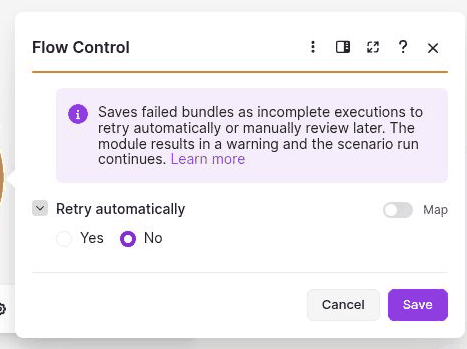 Flow Control
Saves failed bundles as incomplete executions to
retry automatically or manually review later. The
module results in a warning and the scenario run
continues. Learn more
Retry automatically
Map
Yes
No
Cancel
Save